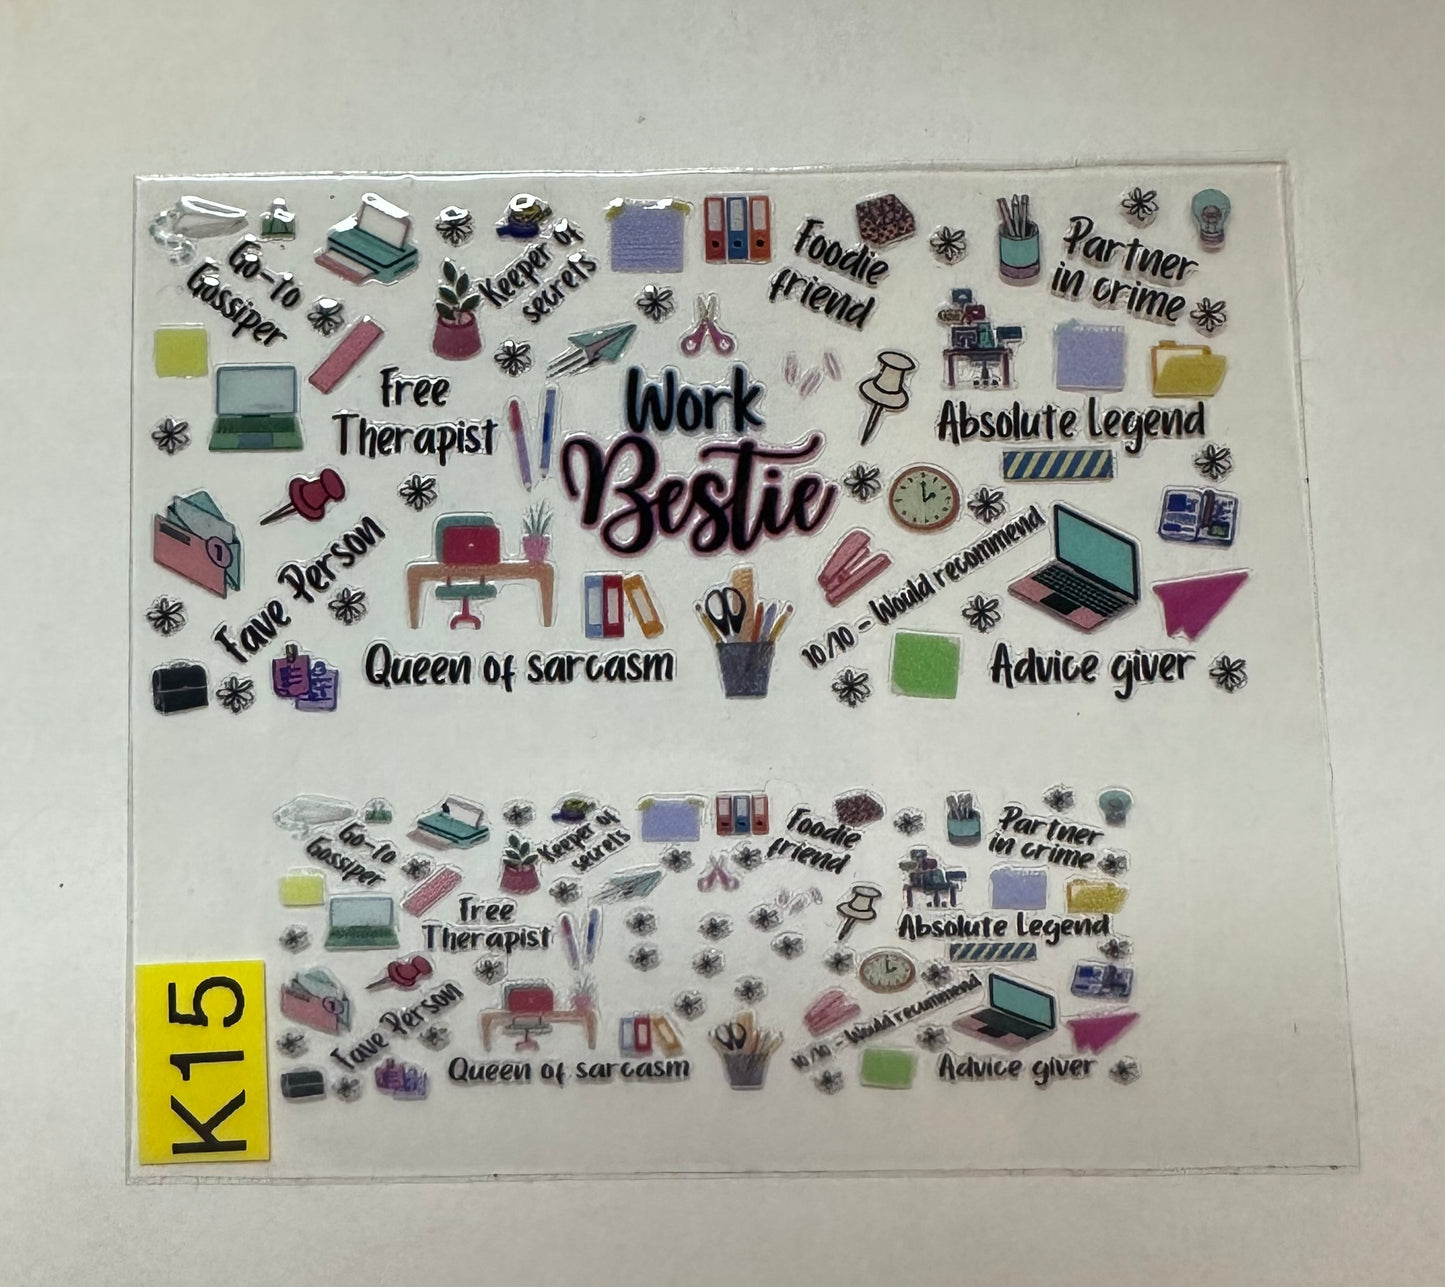 Go-to
Gossiper
Keeper of
secrets
Foodie
friend
Partner
in crime
Free
Therapist
Work
Bestie
Absolute Legend
Fave Person
1
Queen of sarcasm
10/10 - Would recommend
Advice giver
Go-to
Gossiper
Keeper of
secrets
Foodie
friend
Partner
in crime
Free
Therapist
Absolute Legend
Fave Person
1
Queen of sarcasm
10/10 - Would recommend
Advice giver
K15